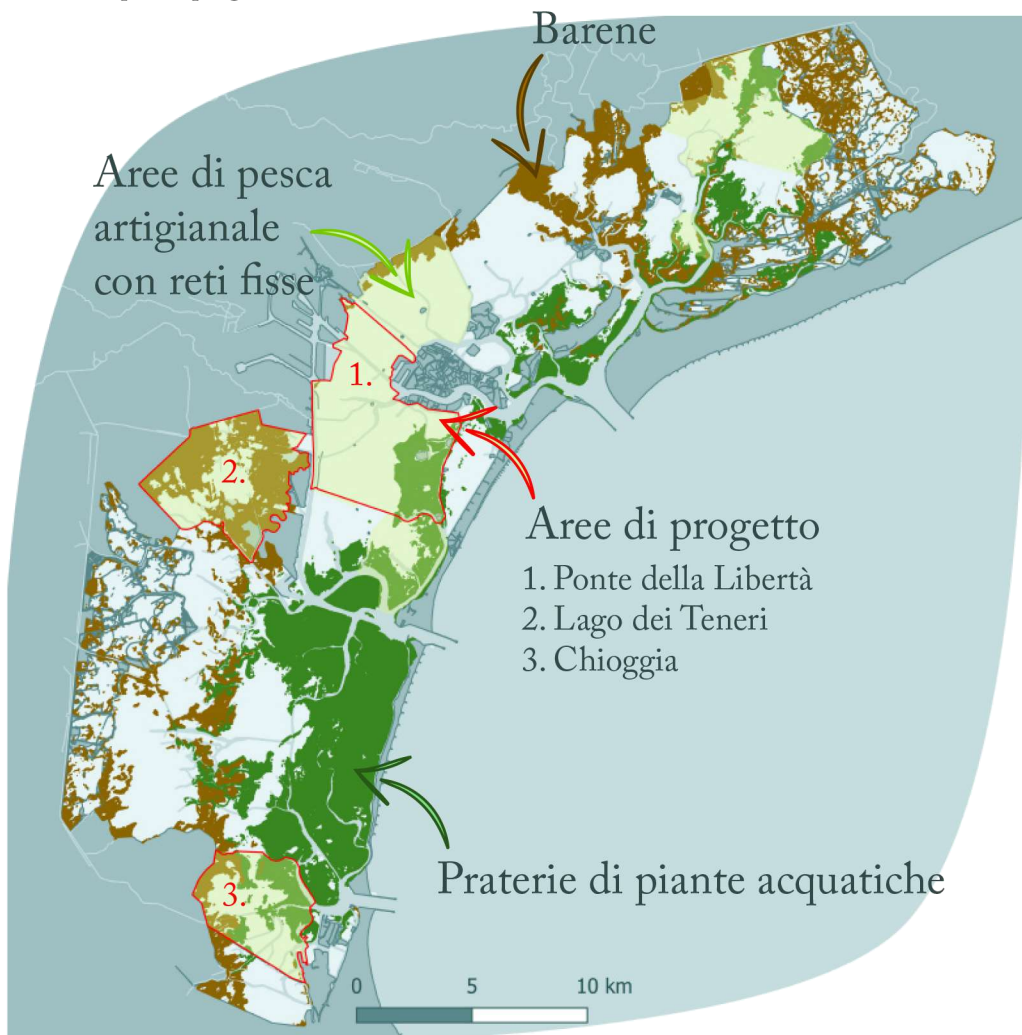 Barene
Aree di pesca
artigianale
con reti fisse
1.
2.
Aree di progetto
1. Ponte della Libertà
2. Lago dei Teneri
3. Chioggia
Praterie di piante acquatiche
3.
0 5 10 km